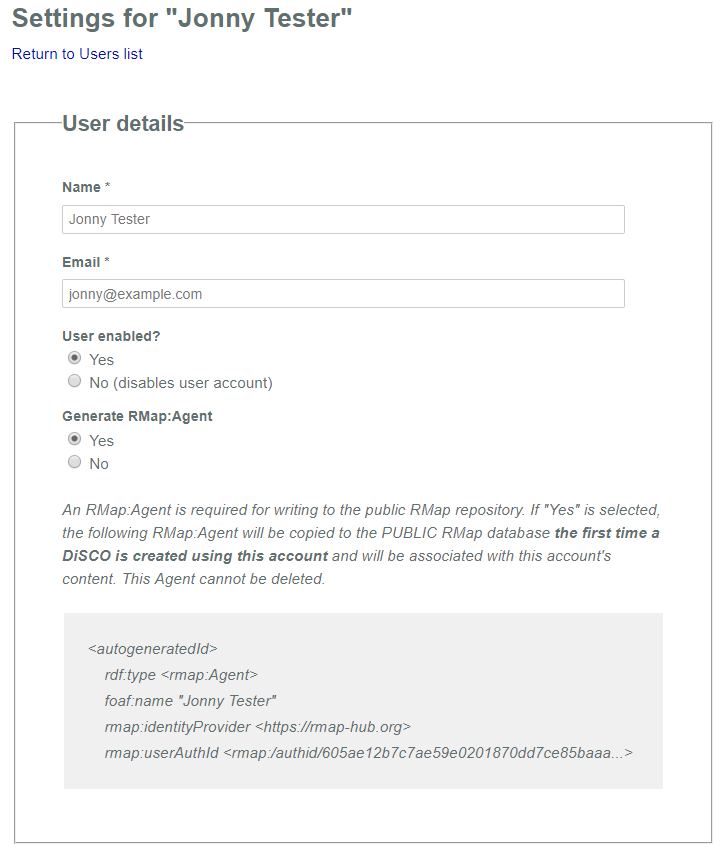 Settings for "Jonny Tester"
Return to Users list
User details
Name *
Jonny Tester
Email *
jonny@example.com
User enabled?
Yes
No (disables user account)
Generate RMap:Agent
Yes
No
An RMap:Agent is required for writing to the public RMap repository. If "Yes" is selected,
the following RMap:Agent will be copied to the PUBLIC RMap database the first time a
DiSCO is created using this account and will be associated with this account's
content. This Agent cannot be deleted.
<autogeneratedId>
rdf:type <rmap:Agent>
foaf:name "Jonny Tester"
rmap:identityProvider <https://rmap-hub.org>
rmap:userAuthId <rmap:/authid/605ae12b7c7ae59e0201870dd7ce85baaa...>